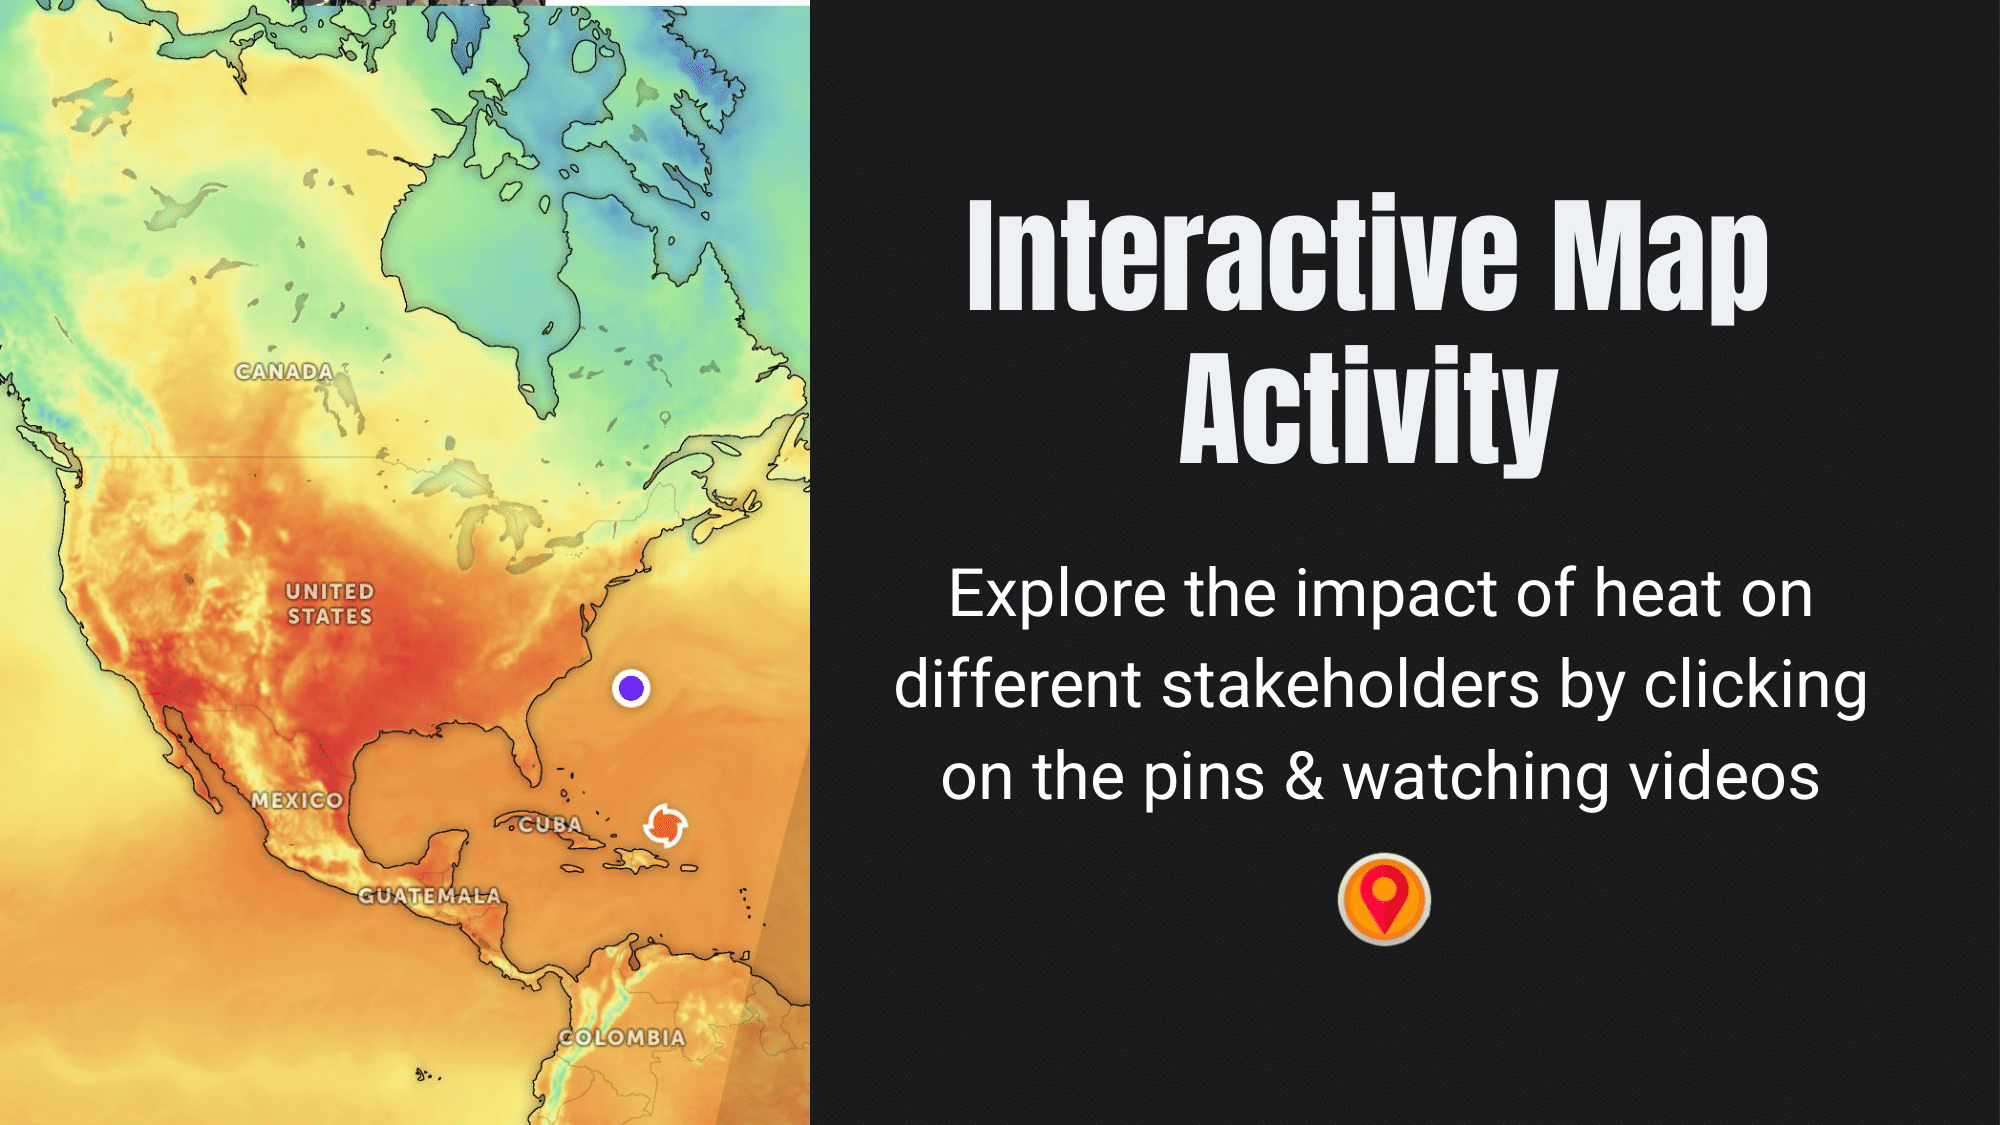 Interactive Map
Activity
Explore the impact of heat on
different stakeholders by clicking
on the pins & watching videos
CANADA
UNITED
STATES
MEXICO
CUBA
GUATEMALA
COLOMBIA